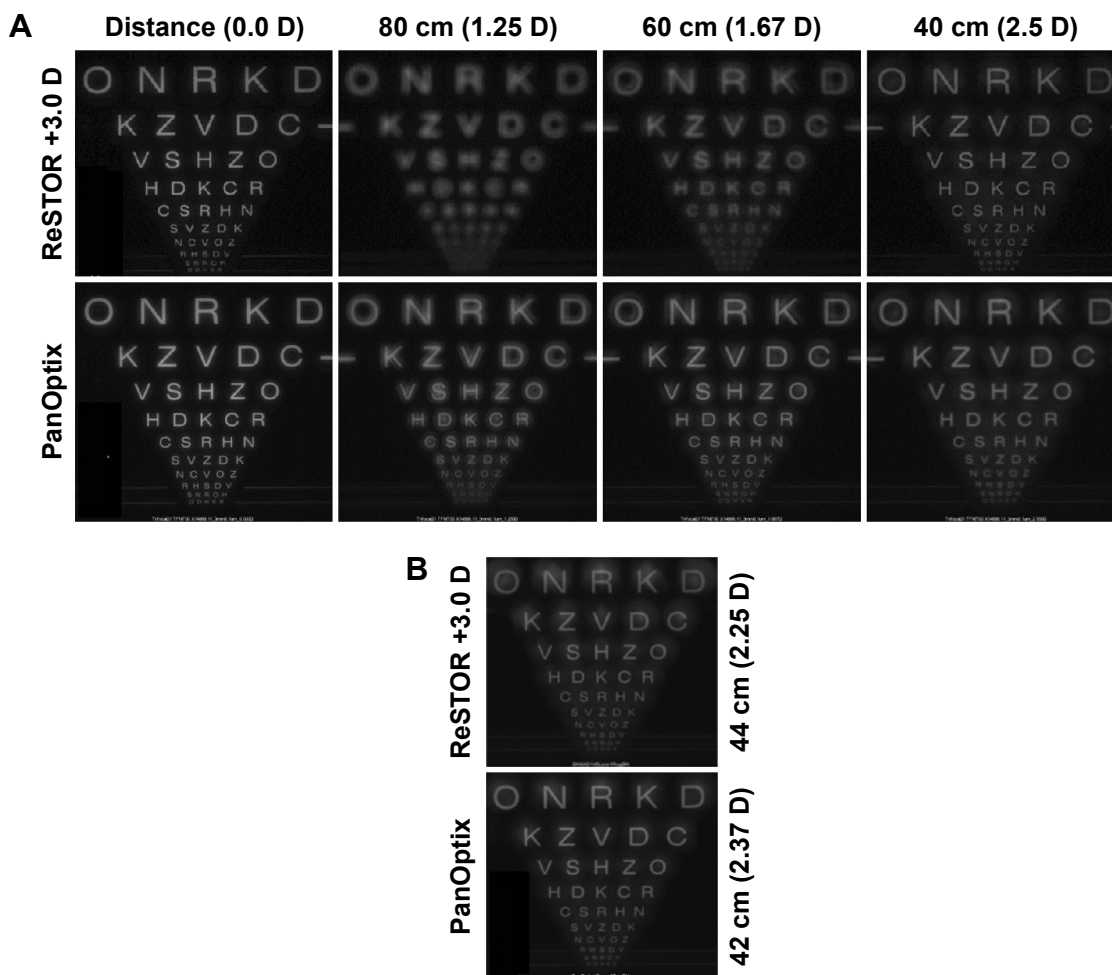 A
Distance (0.0 D) 80 cm (1.25 D) 60 cm (1.67 D) 40 cm (2.5 D)
ReSTOR +3.0 D
O N R K D
K Z V D C
V S H Z O
H D K C R
C S R H N
S V Z D K
N C V O Z
R H S D V
O N R K D
K Z V D C
V S H Z O
O N R K D
K Z V D C
V S H Z O
H D K C R
C S R H N
S V Z D K
O N R K D
K Z V D C
V S H Z O
H D K C R
C S R H N
S V Z D K
N C V O Z
R H S D V
PanOptix
O N R K D
K Z V D C
V S H Z O
H D K C R
C S R H N
S V Z D K
N C V O Z
R H S D V
S N R O H
O N R K D
K Z V D C
V S H Z O
H D K C R
C S R H N
S V Z D K
N C V O Z
R H S D V
O N R K D
K Z V D C
V S H Z O
H D K C R
C S R H N
S V Z D K
N C V O Z
R H S D V
S N R O H
O N R K D
K Z V D C
V S H Z O
H D K C R
C S R H N
S V Z D K
N C V O Z
R H S D V
B
ReSTOR +3.0 D
O N R K D
K Z V D C
V S H Z O
H D K C R
C S R H N
S V Z D K
N C V O Z
R H S D V
44 cm (2.25 D)
PanOptix
O N R K D
K Z V D C
V S H Z O
H D K C R
C S R H N
S V Z D K
N C V O Z
R H S D V
42 cm (2.37 D)